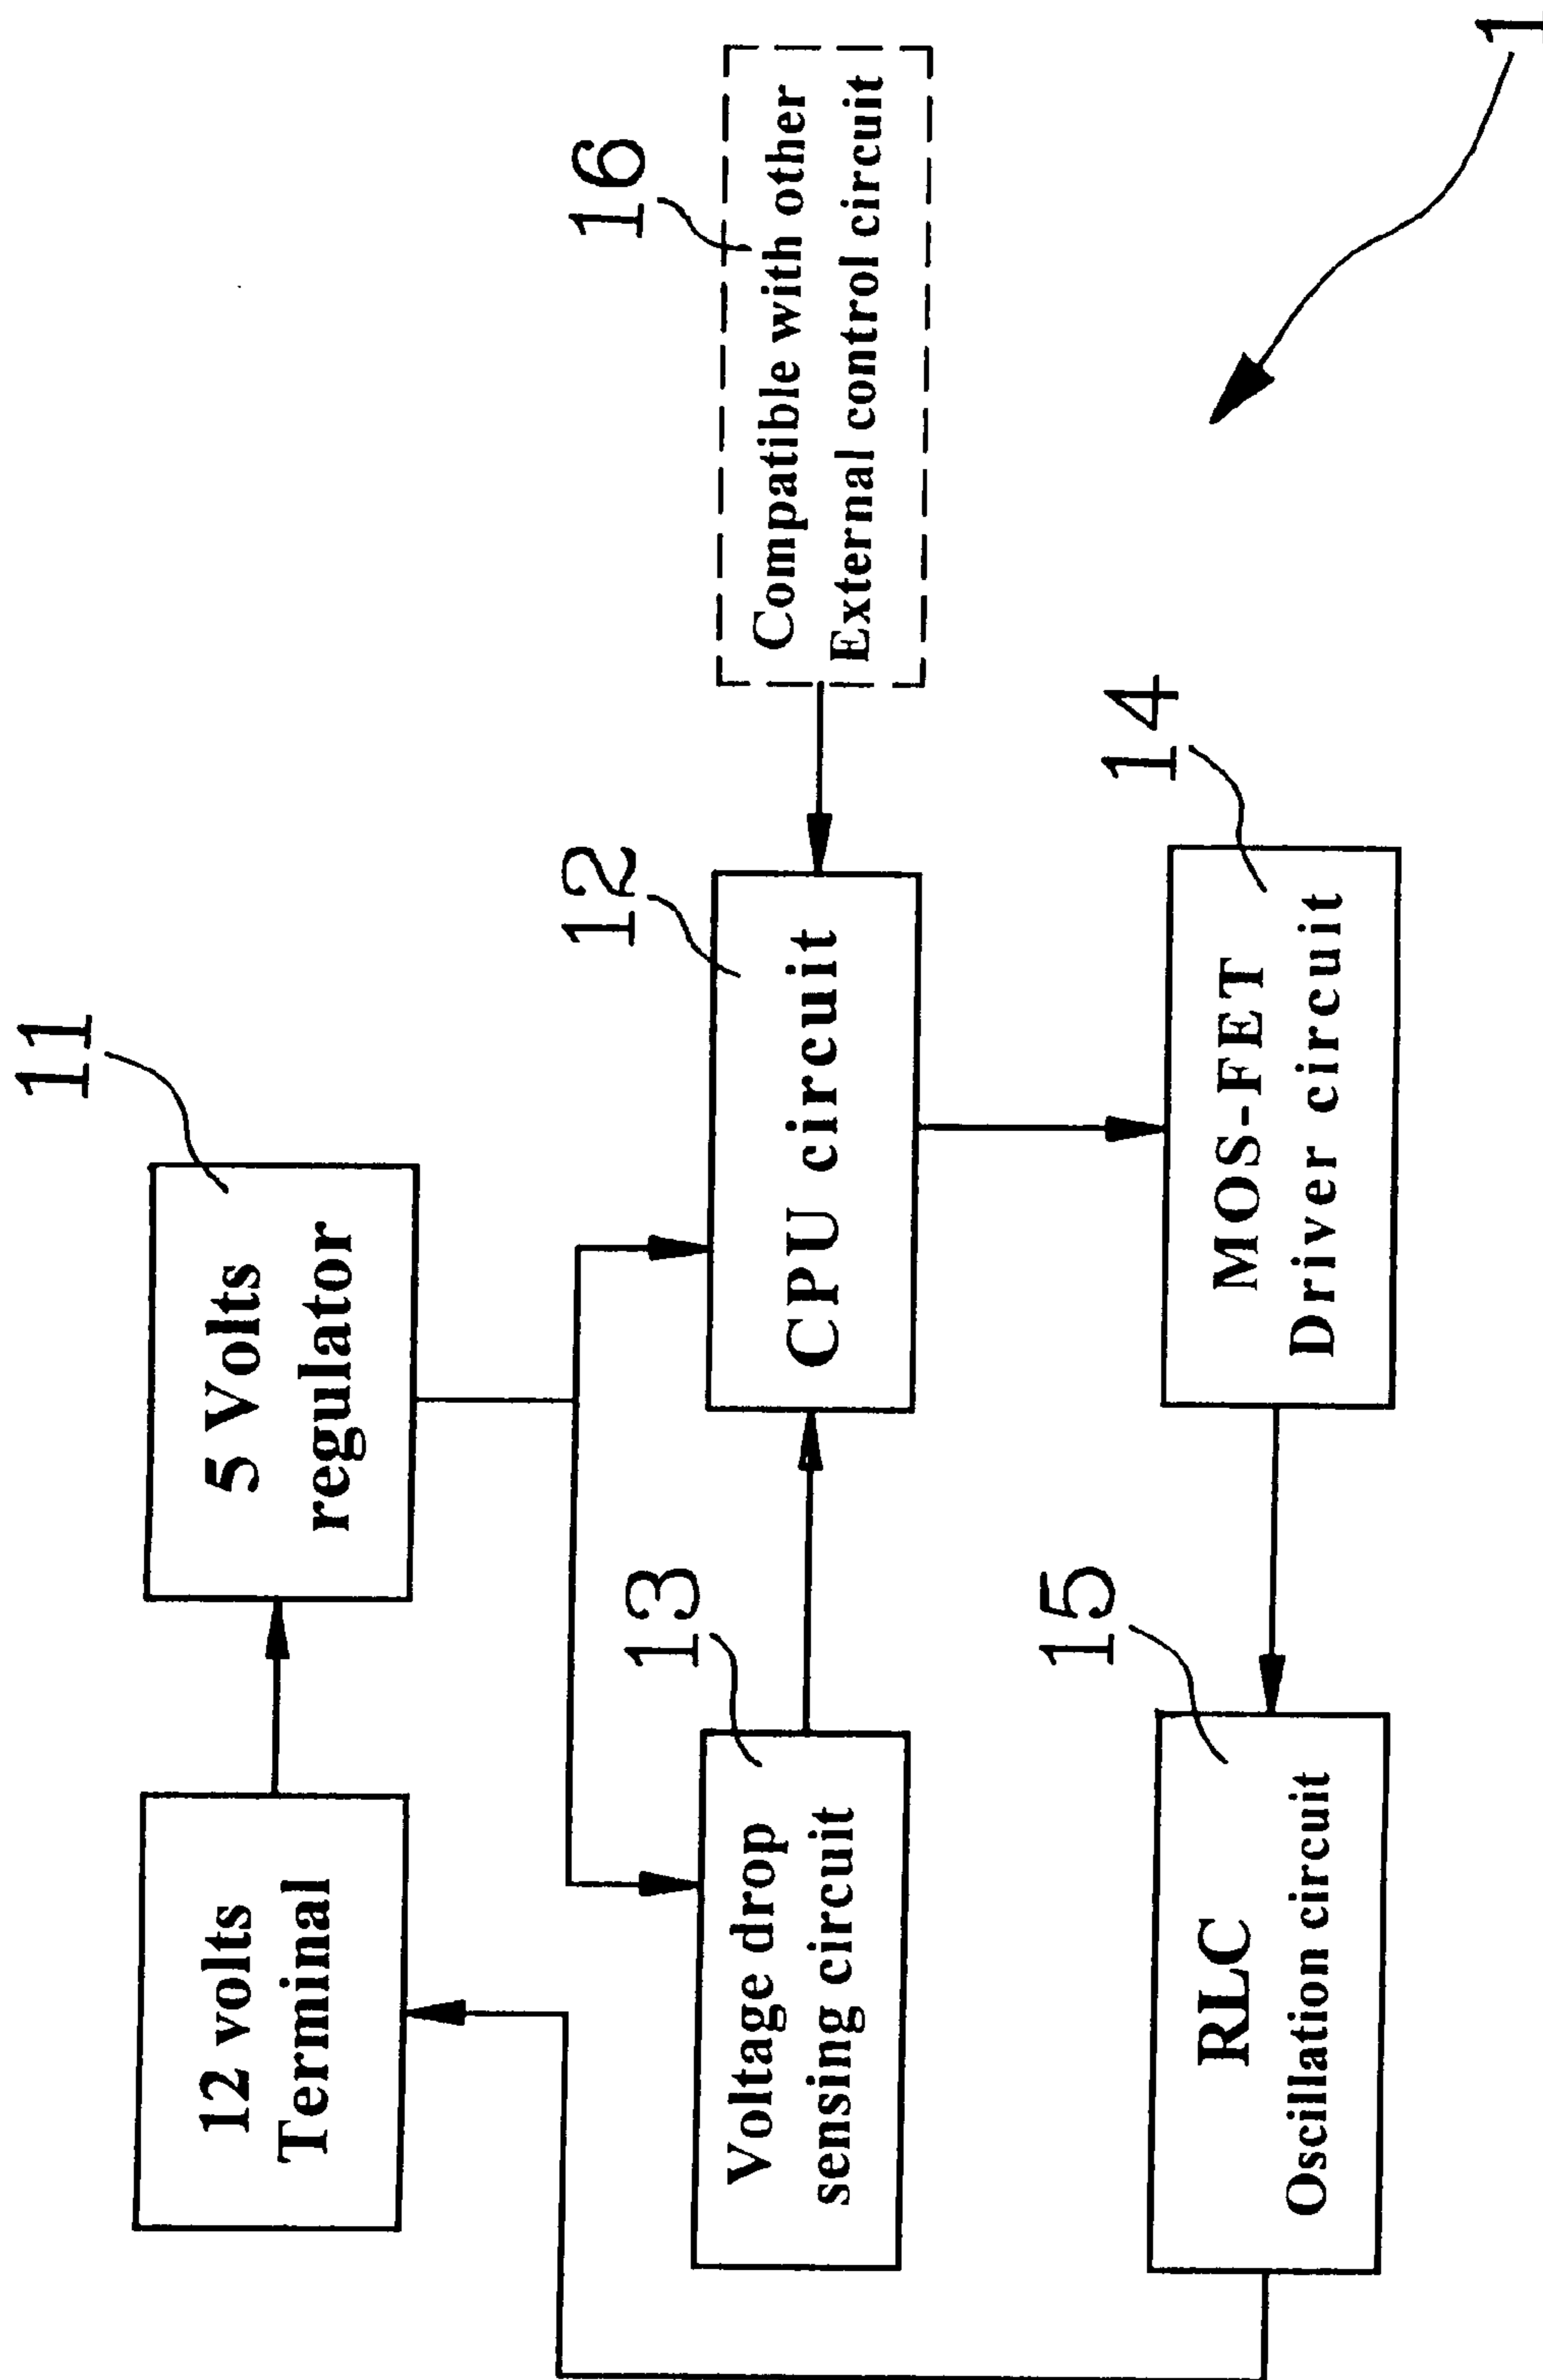 11
12 volts
Terminal
5 Volts
regulator
13
12
16
Voltage drop
sensing circuit
CPU circuit
Compatible with other
External control circuit
15
14
RLC
Oscillation circuit
MOS-FET
Driver circuit
1